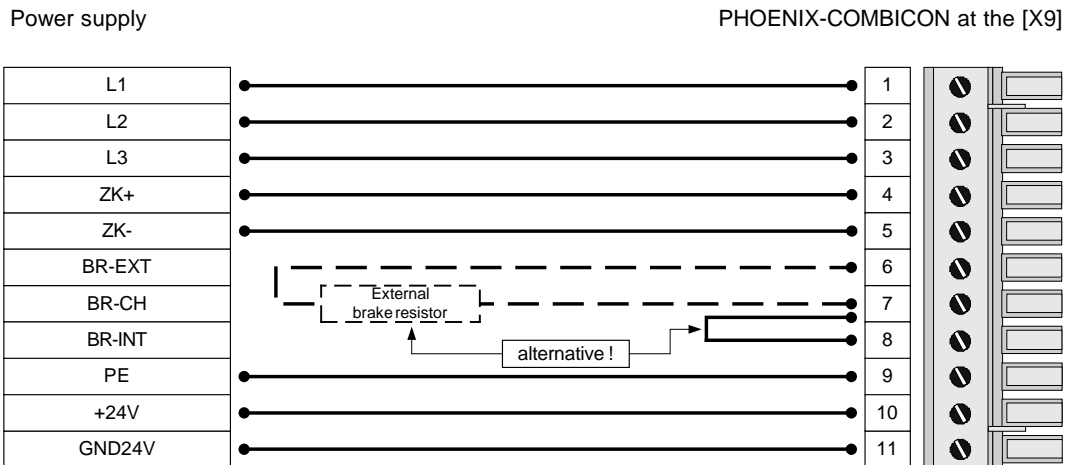 Power supply
PHOENIX-COMBICON at the [X9]
L1
1
L2
2
L3
3
ZK+
4
ZK-
5
BR-EXT
6
BR-CH
External
brake resistor
7
BR-INT
alternative !
8
PE
9
+24V
10
GND24V
11